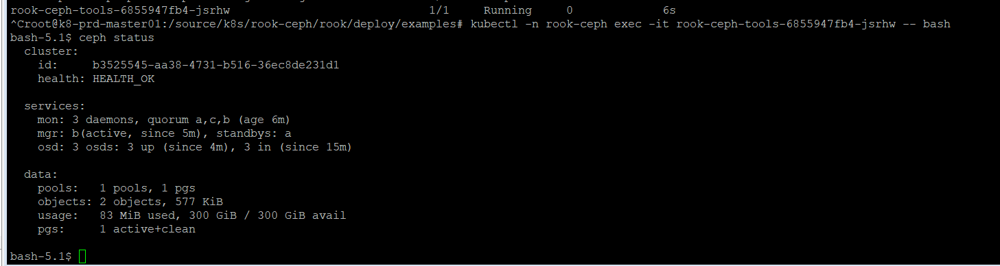 rook-ceph-tools-6855947fb4-jsrhw 1/1 Running 0 6s
^Croot@k8-prd-master01:/source/k8s/rook-ceph/rook/deploy/examples# kubectl -n rook-ceph exec -it rook-ceph-tools-6855947fb4-jsrhw -- bash
bash-5.1$ ceph status
cluster:
id: b3525545-aa38-4731-b516-36ec8de231d1
health: HEALTH_OK
services:
mon: 3 daemons, quorum a,c,b (age 6m)
mgr: b(active, since 5m), standbys: a
osd: 3 osds: 3 up (since 4m), 3 in (since 15m)
data:
pools: 1 pools, 1 pgs
objects: 2 objects, 577 KiB
usage: 83 MiB used, 300 GiB / 300 GiB avail
pgs: 1 active+clean
bash-5.1$